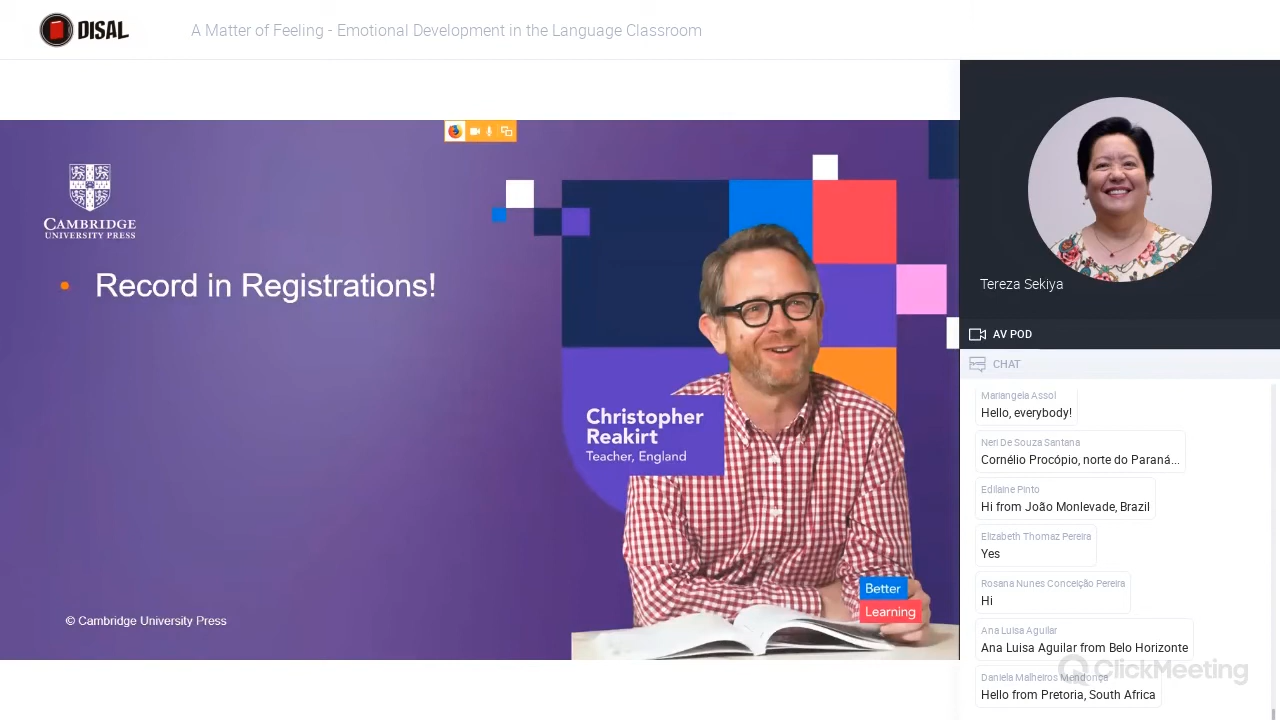 DISAL
A Matter of Feeling - Emotional Development in the Language Classroom
CAMBRIDGE
UNIVERSITY PRESS
• Record in Registrations!
Christopher
Reakirt
Teacher, England
Better
Learning
© Cambridge University Press
Tereza Sekiya
AV POD
CHAT
Mariangela Assol
Hello, everybody!
Neri De Souza Santana
Cornélio Procópio, norte do Paraná...
Edilaine Pinto
Hi from João Monlevade, Brazil
Elizabeth Thomaz Pereira
Yes
Rosana Nunes Conceição Pereira
Hi
Ana Luisa Aguilar
Ana Luisa Aguilar from Belo Horizonte
Daniela Malheiros Mendonça
Hello from Pretoria, South Africa
ClickMeeting